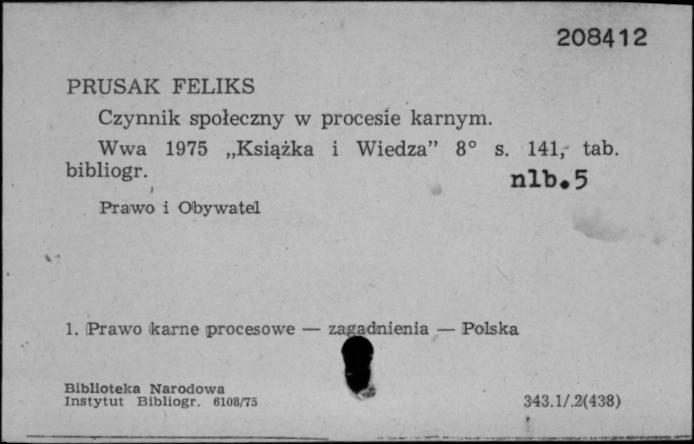 208412
PRUSAK FELIKS
Czynnik społeczny w procesie karnym.
Wwa 1975 „Książka i Wiedza” 8° s. 141, tab.
bibliogr.
nlb.5
Prawo i Obywatel
1. Prawo karne procesowe — zagadnienia — Polska
Biblioteka Narodowa
Instytut Bibliogr. 6108/75
343.1/.2(438)